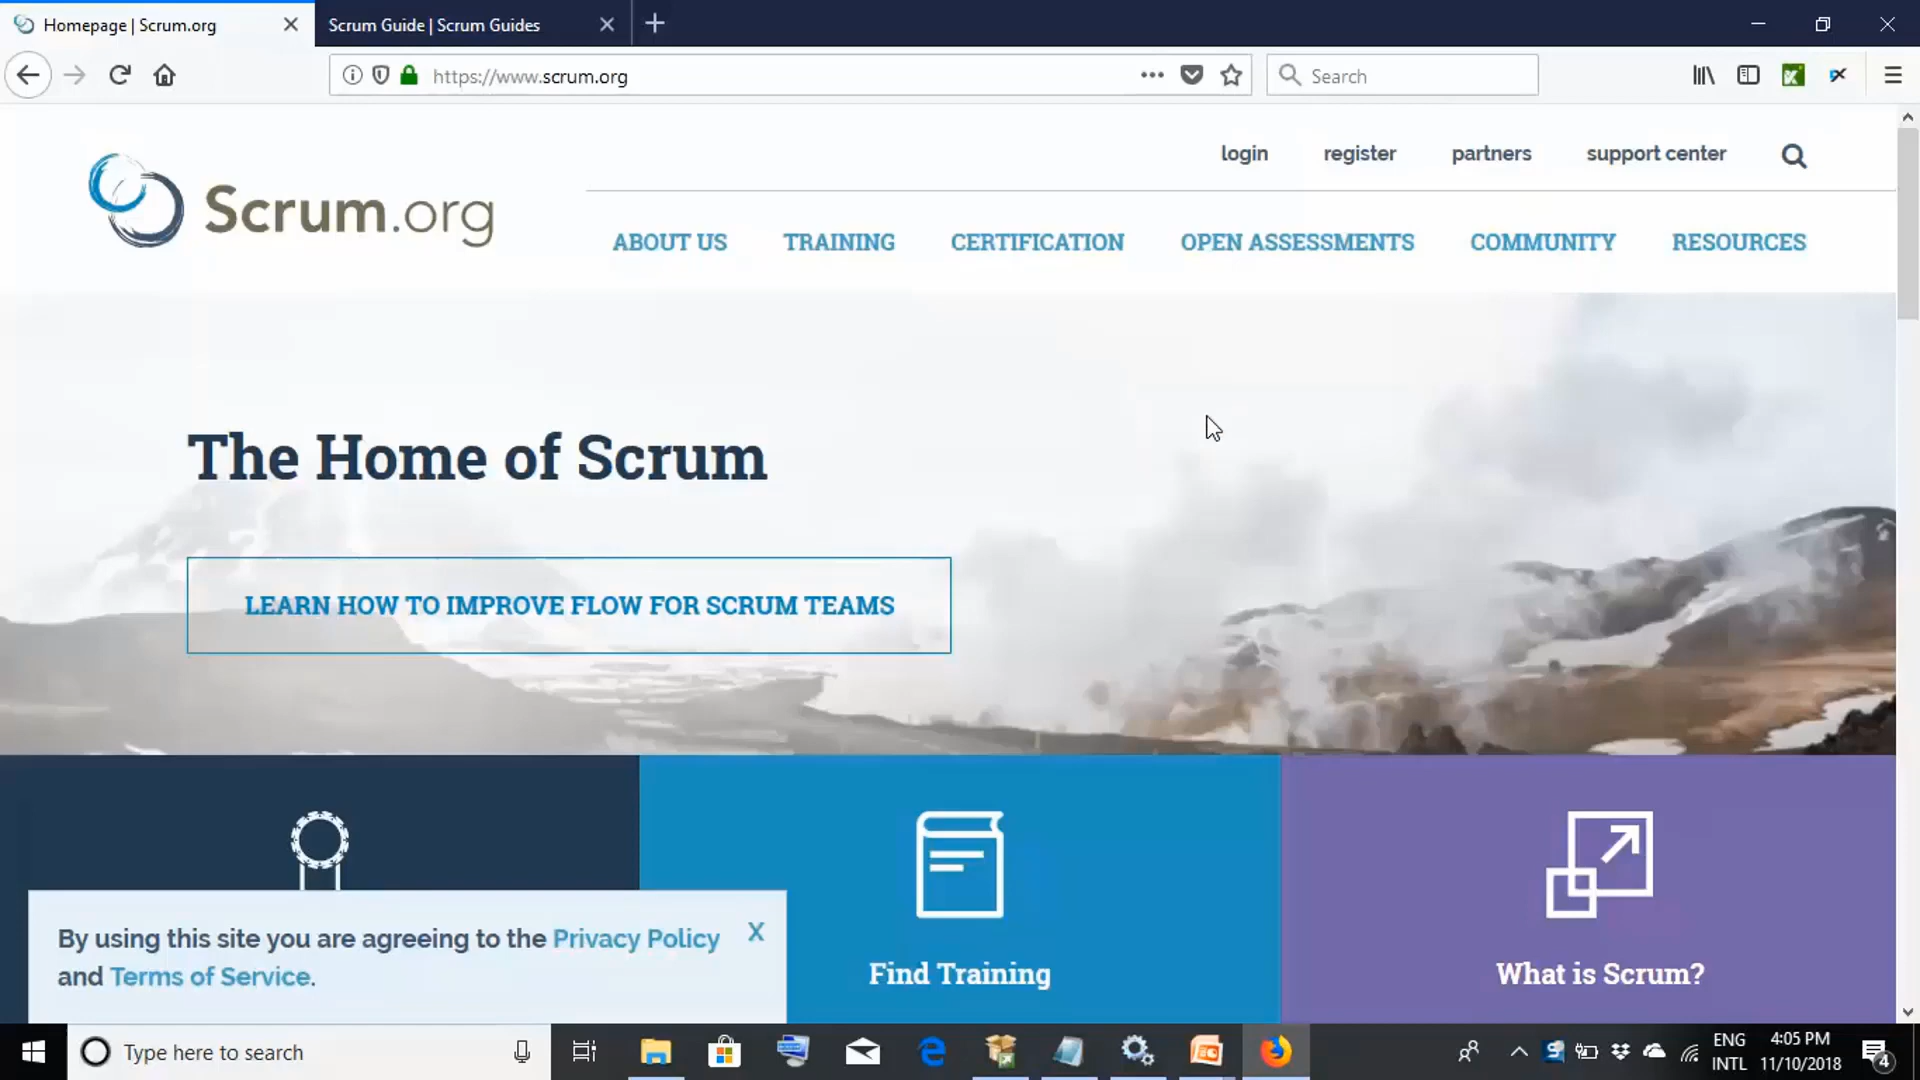 Homepage | Scrum.org
Scrum Guide | Scrum Guides
https://www.scrum.org
Search
login
register
partners
support center
Scrum.org
ABOUT US
TRAINING
CERTIFICATION
OPEN ASSESSMENTS
COMMUNITY
RESOURCES
The Home of Scrum
LEARN HOW TO IMPROVE FLOW FOR SCRUM TEAMS
By using this site you are agreeing to the Privacy Policy
and Terms of Service.
X
Find Training
What is Scrum?
Type here to search
ENG
INTL
4:05 PM
11/10/2018
4